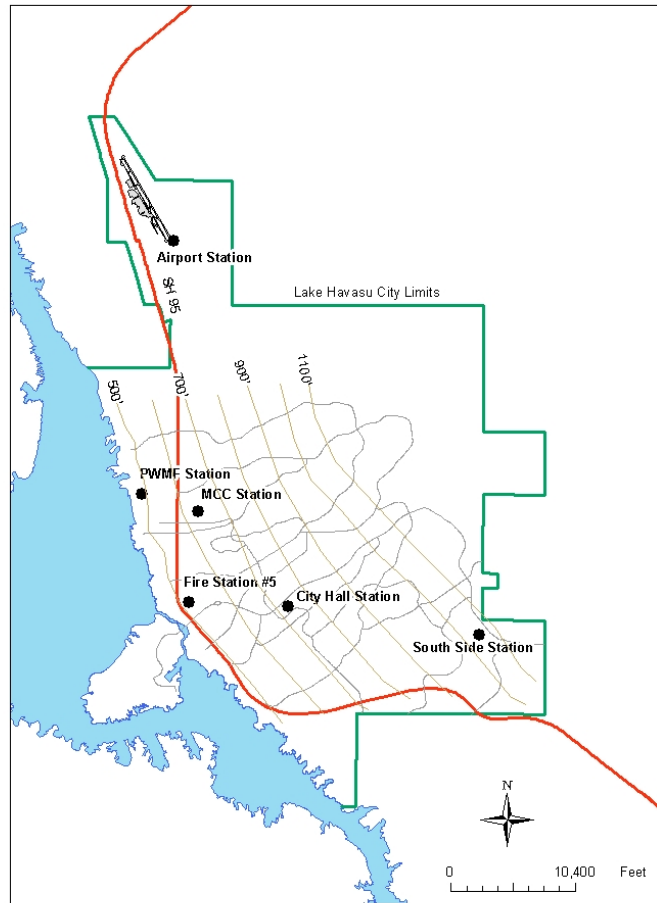 Airport Station
SH 95
Lake Havasu City Limits
500'
700'
900'
1100'
PWMF Station
MCC Station
Fire Station #5
City Hall Station
South Side Station
N
0 10,400 Feet